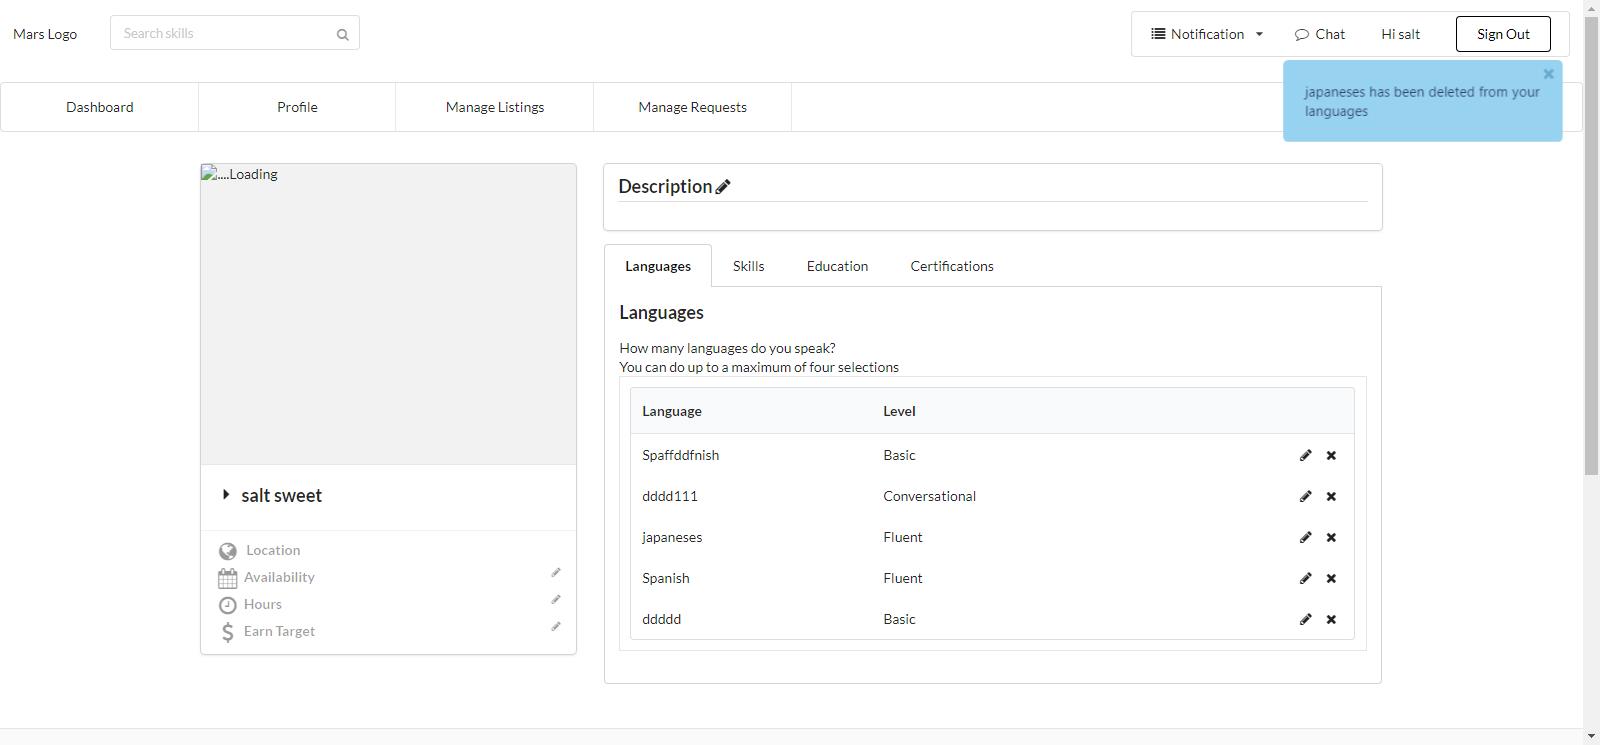 Mars Logo
Search skills
Notification
Chat
Hi salt
Sign Out
japaneses has been deleted from your
languages
Dashboard
Profile
Manage Listings
Manage Requests
....Loading
salt sweet
Location
Availability
Hours
Earn Target
Description
Languages Skills Education Certifications
Languages
How many languages do you speak?
You can do up to a maximum of four selections
Language Level
Spaffddfnish Basic
dddd111 Conversational
japaneses Fluent
Spanish Fluent
ddddd Basic